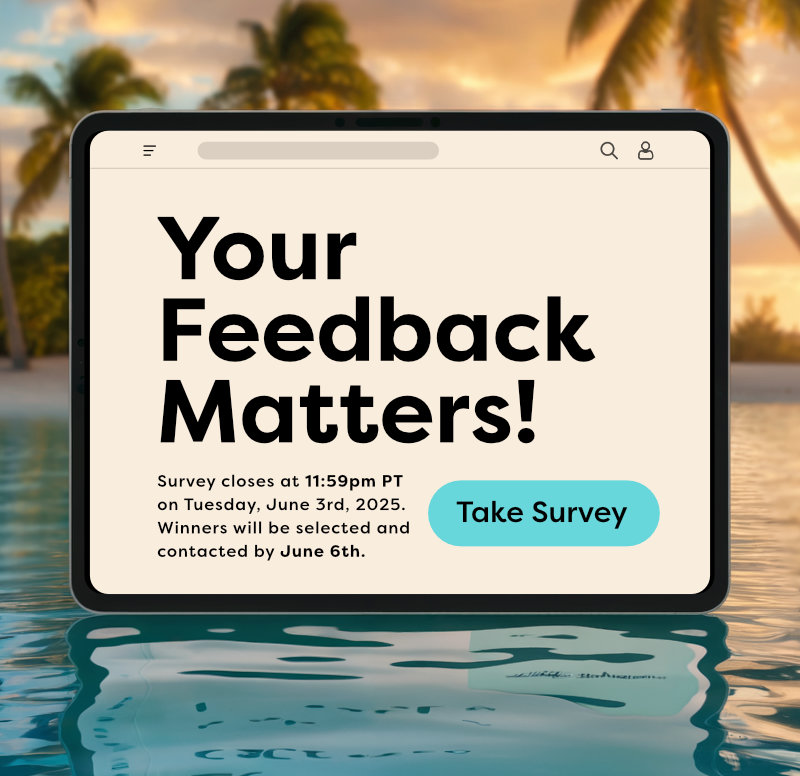 Your
Feedback
Matters!
Survey closes at 11:59pm PT
on Tuesday, June 3rd, 2025.
Winners will be selected and
contacted by June 6th.
Take Survey